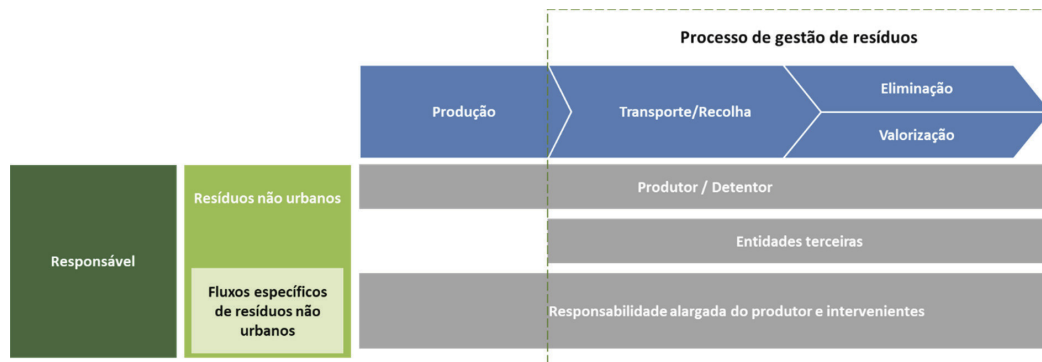 Processo de gestão de resíduos
Produção
Transporte/Recolha
Eliminação
Valorização
Responsável
Resíduos não urbanos
Fluxos específicos
de resíduos não
urbanos
Produtor / Detentor
Entidades terceiras
Responsabilidade alargada do produtor e intervenientes